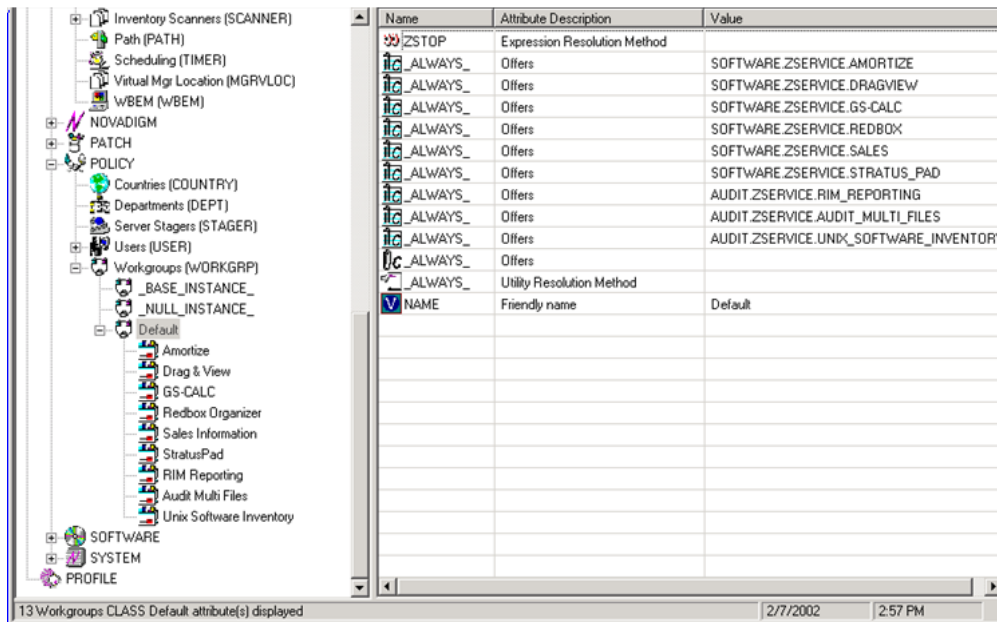 Inventory Scanners (SCANNER)
Path (PATH)
Scheduling (TIMER)
Virtual Mgr Location (MGRVLOC)
WBEM (WBEM)
NOVADIGM
PATCH
POLICY
Countries (COUNTRY)
Departments (DEPT)
Server Stagers (STAGER)
Users (USER)
Workgroups (WORKGRP)
_BASE_INSTANCE_
_NULL_INSTANCE_
Default
Amortize
Drag & View
GS-CALC
Redbox Organizer
Sales Information
StratusPad
RIM Reporting
Audit Multi Files
Unix Software Inventory
SOFTWARE
SYSTEM
PROFILE
Name Attribute Description Value
ZSTOP Expression Resolution Method
_ALWAYS_ Offers SOFTWARE.ZSERVICE.AMORTIZE
_ALWAYS_ Offers SOFTWARE.ZSERVICE.DRAGVIEW
_ALWAYS_ Offers SOFTWARE.ZSERVICE.GS-CALC
_ALWAYS_ Offers SOFTWARE.ZSERVICE.REDBOX
_ALWAYS_ Offers SOFTWARE.ZSERVICE.SALES
_ALWAYS_ Offers SOFTWARE.ZSERVICE.STRATUS_PAD
_ALWAYS_ Offers AUDIT.ZSERVICE.RIM_REPORTING
_ALWAYS_ Offers AUDIT.ZSERVICE.AUDIT_MULTI_FILES
_ALWAYS_ Offers AUDIT.ZSERVICE.UNIX_SOFTWARE_INVENTORY
_ALWAYS_ Offers
_ALWAYS_ Utility Resolution Method
NAME Friendly name Default
13 Workgroups CLASS Default attribute(s) displayed 2/7/2002 2:57 PM